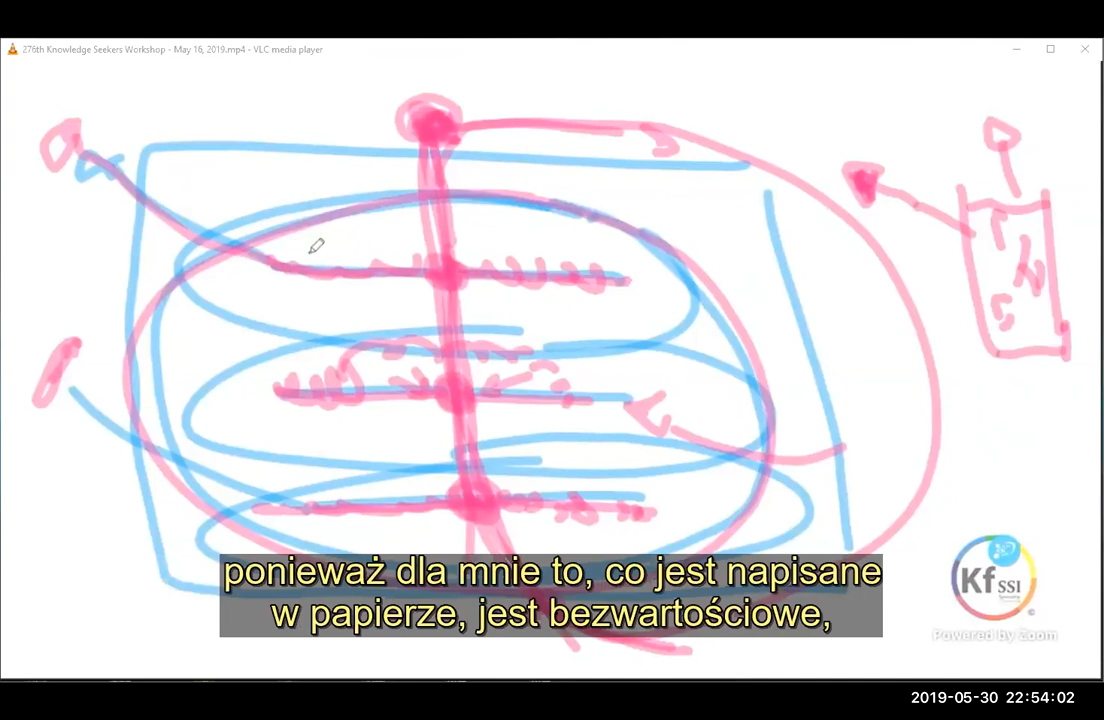 276th Knowledge Seekers Workshop - May 16, 2019.mp4 - VLC media player
ponieważ dla mnie to, co jest napisane
w papierze, jest bezwartościowe,
Kf SSI
Powered by Zoom
2019-05-30 22:54:02